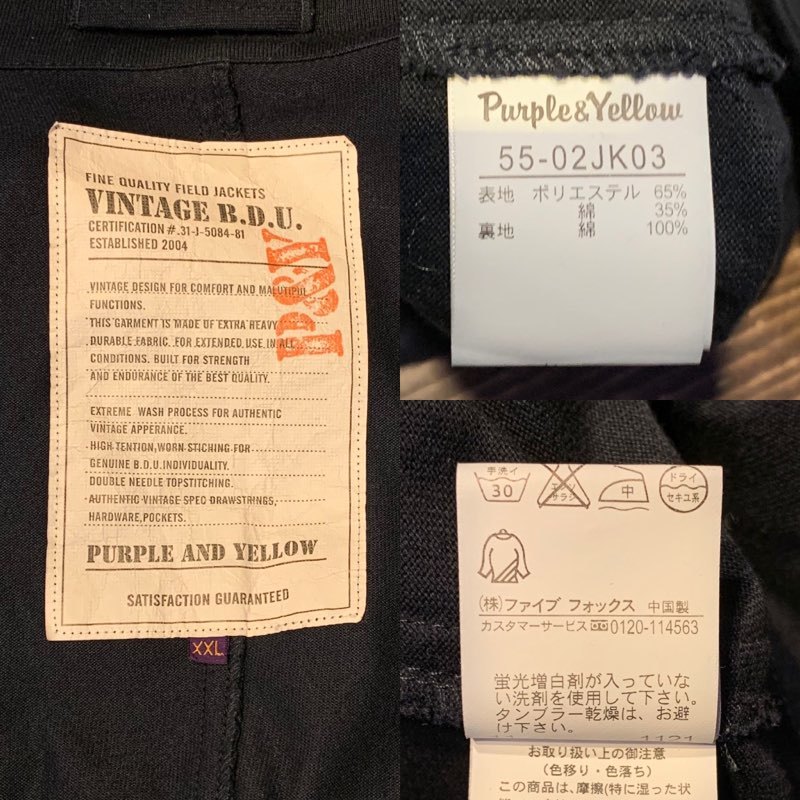 FINE QUALITY FIELD JACKETS
VINTAGE B.D.U.
CERTIFICATION #.31-J-5084-81
ESTABLISHED 2004
P&Y
VINTAGE DESIGN FOR COMFORT AND MALUTIPUL
FUNCTIONS.
THIS GARMENT IS MADE OF EXTRA HEAVY
DURABLE FABRIC. FOR EXTENDED USE IN ALL
CONDITIONS. BUILT FOR STRENGTH
AND ENDURANCE OF THE BEST QUALITY.
EXTREME WASH PROCESS FOR AUTHENTIC
VINTAGE APPERANCE.
HIGH TENTION,WORN STICHING FOR
GENUINE B.D.U.INDIVIDUALITY.
DOUBLE NEEDLE TOPSTITCHING.
AUTHENTIC VINTAGE SPEC DRAWSTRINGS,
HARDWARE,POCKETS.
PURPLE AND YELLOW
SATISFACTION GUARANTEED
XXL
Purple&Yellow
55-02JK03
表地 ポリエステル 65%
綿 35%
裏地 綿 100%
手洗イ
30
エンソ
サラシ
中
ドライ
セキユ系
(株)ファイブ フォックス 中国製
カスタマーサービス 0120-114563
蛍光増白剤が入っていな
い洗剤を使用して下さい。
タンブラー乾燥は、お避
け下さい。
1121
お取り扱い上の御注意
(色移り・色落ち)
この商品は、摩擦(特に湿った状